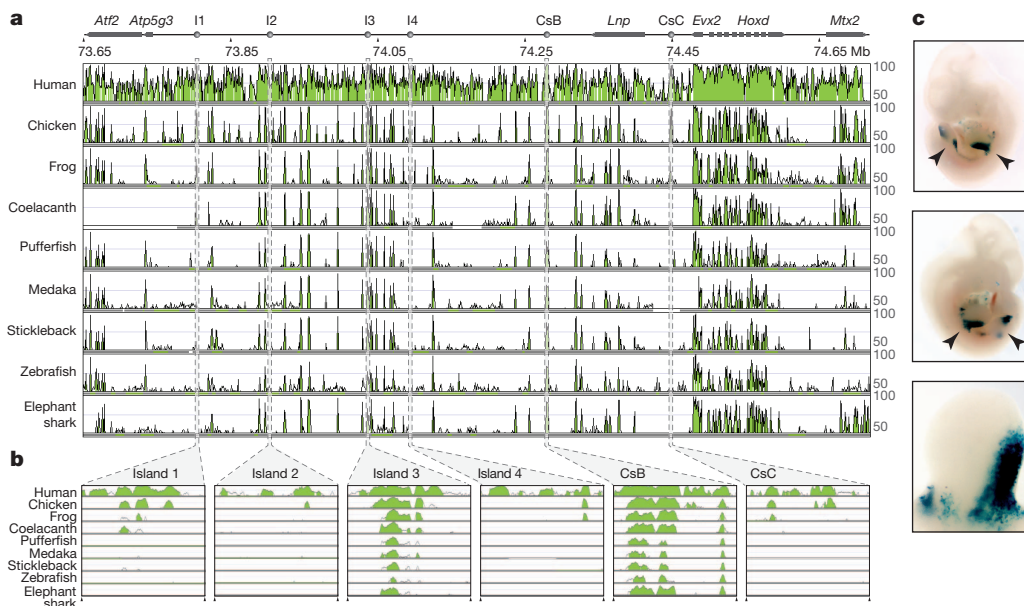 a
c
Atf2 Atp5g3 I1 I2 I3 I4 CsB Lnp CsC Evx2 Hoxd Mtx2
73.65 73.85 74.05 74.25 74.45 74.65 Mb
Human 100 50
Chicken 100 50
Frog 100 50
Coelacanth 100 50
Pufferfish 100 50
Medaka 100 50
Stickleback 100 50
Zebrafish 100 50
Elephant shark 100 50
b
Island 1 Island 2 Island 3 Island 4 CsB CsC
Human
Chicken
Frog
Coelacanth
Pufferfish
Medaka
Stickleback
Zebrafish
Elephant
shark